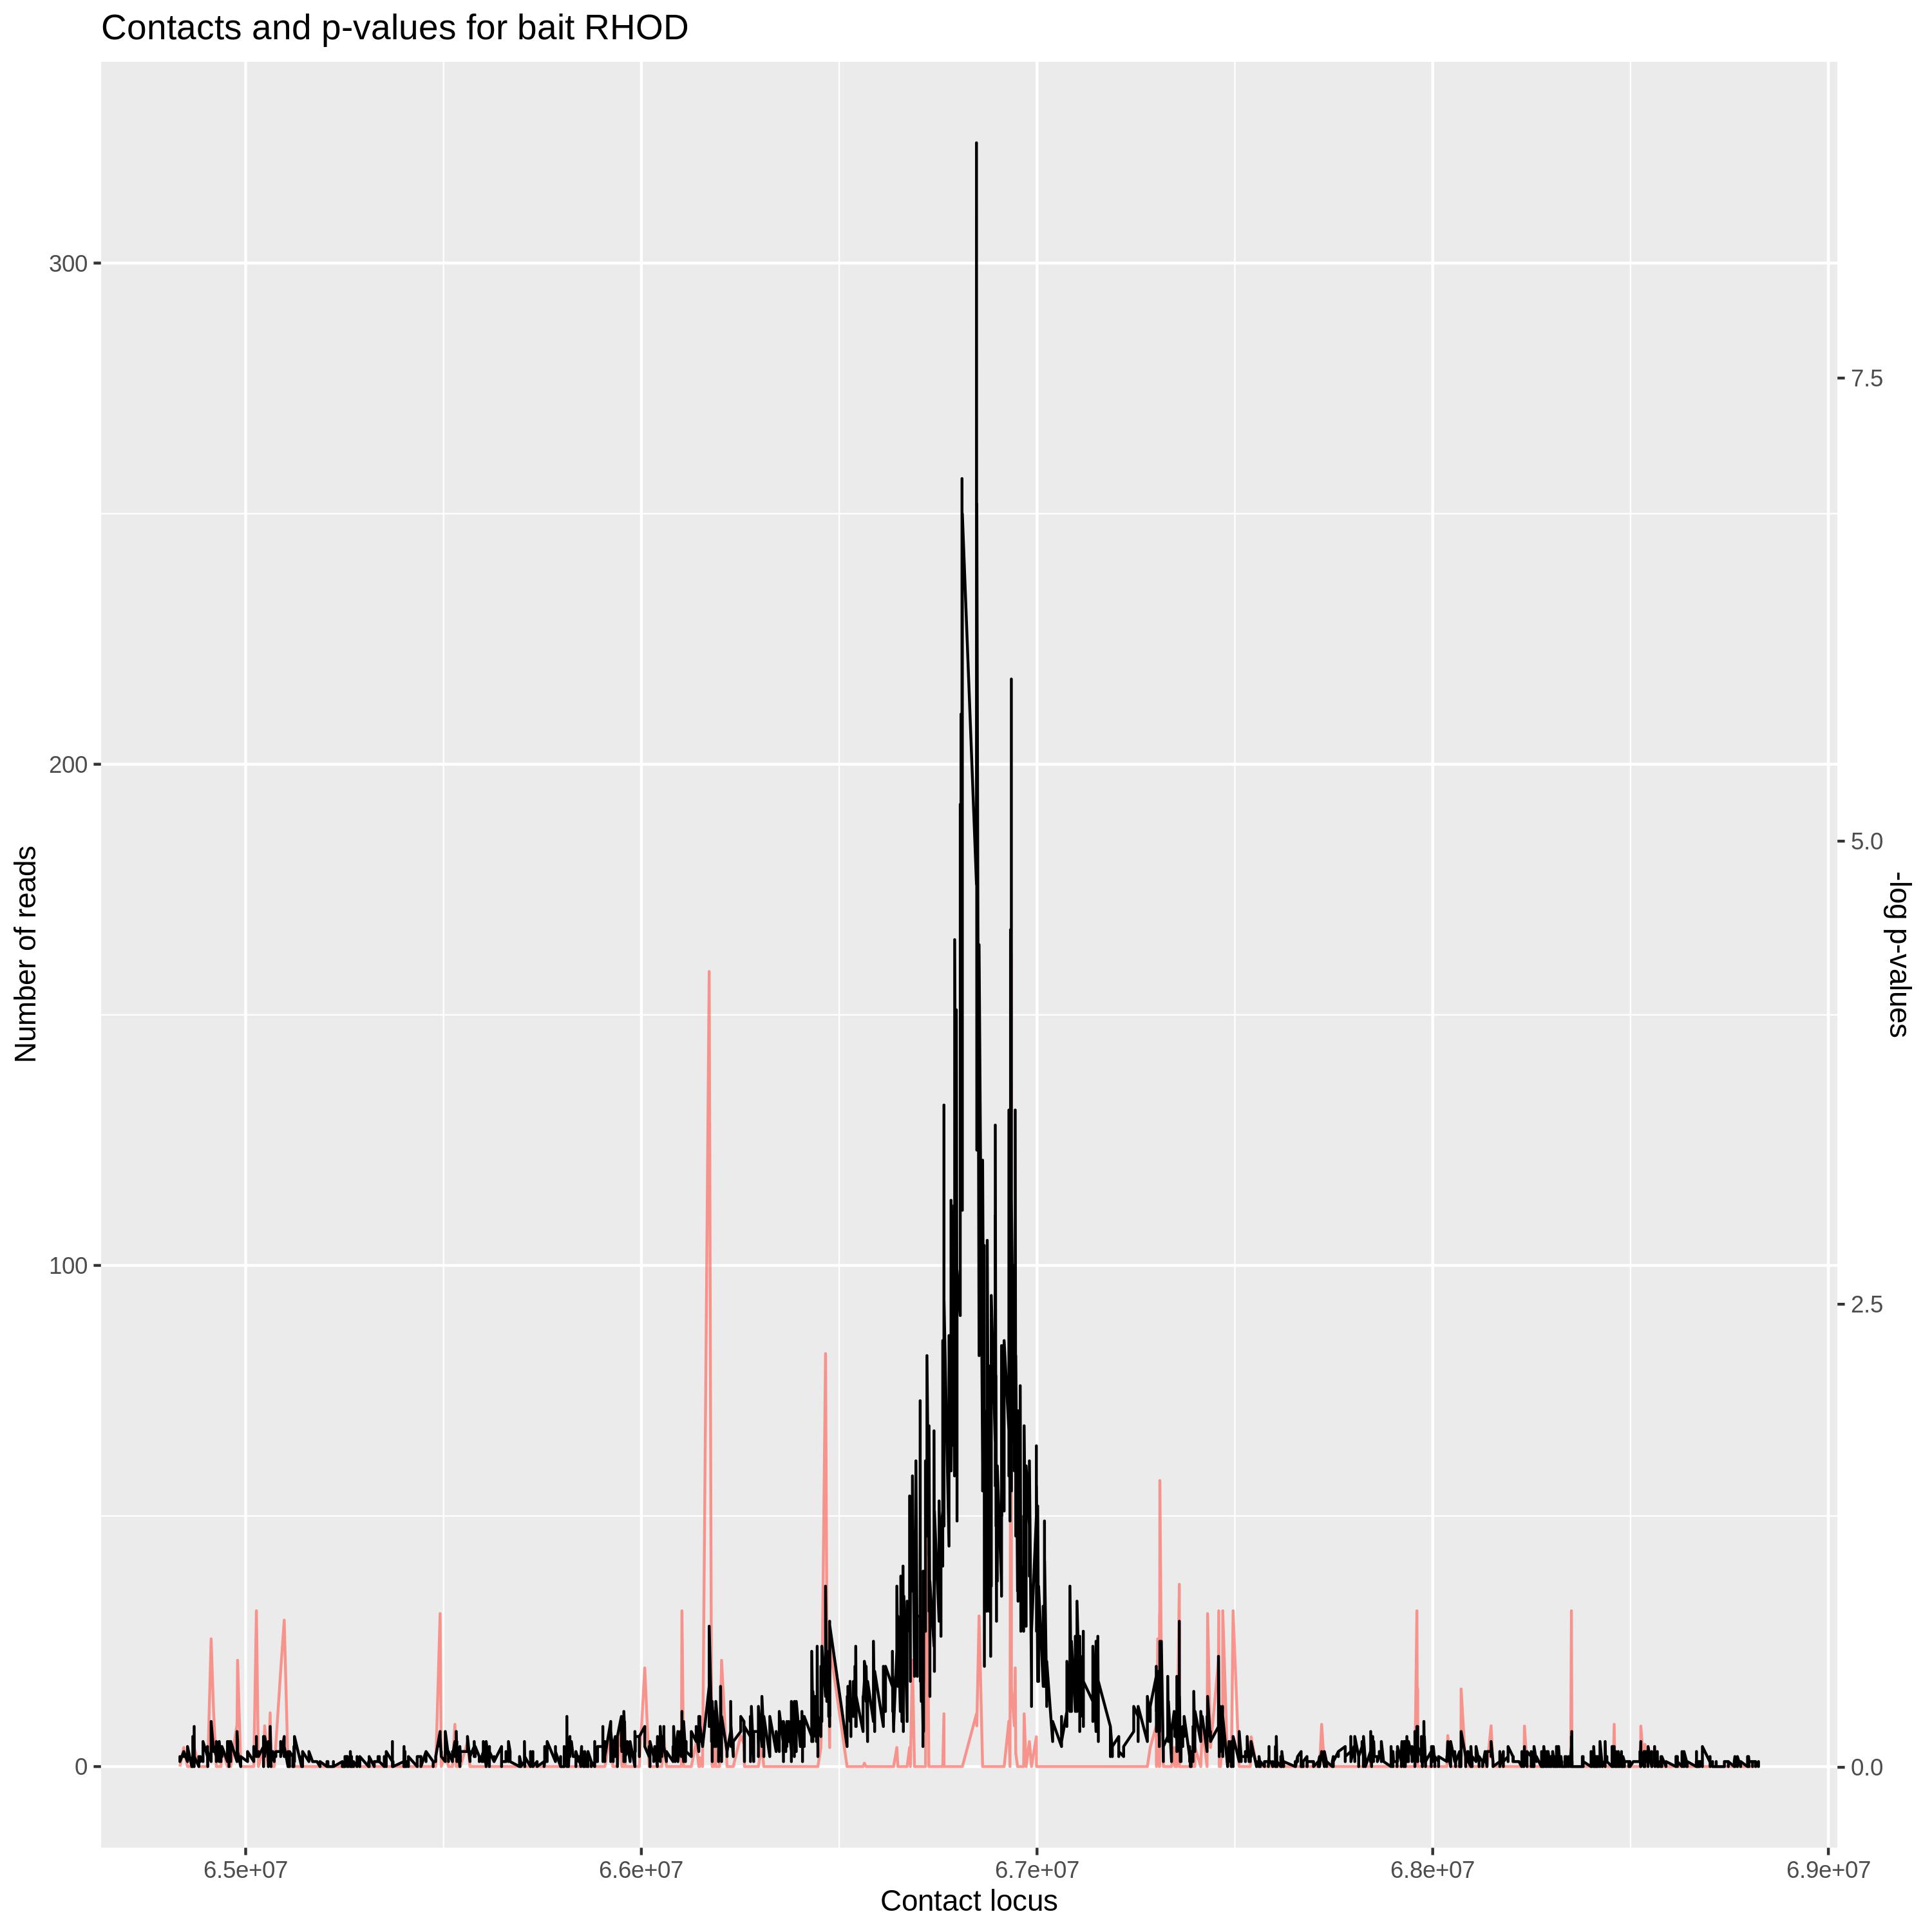 Contacts and p-values for bait RHOD
300
200
100
0
Number of reads
7.5
5.0
2.5
0.0
-log p-values
6.5e+07 6.6e+07 6.7e+07 6.8e+07 6.9e+07
Contact locus